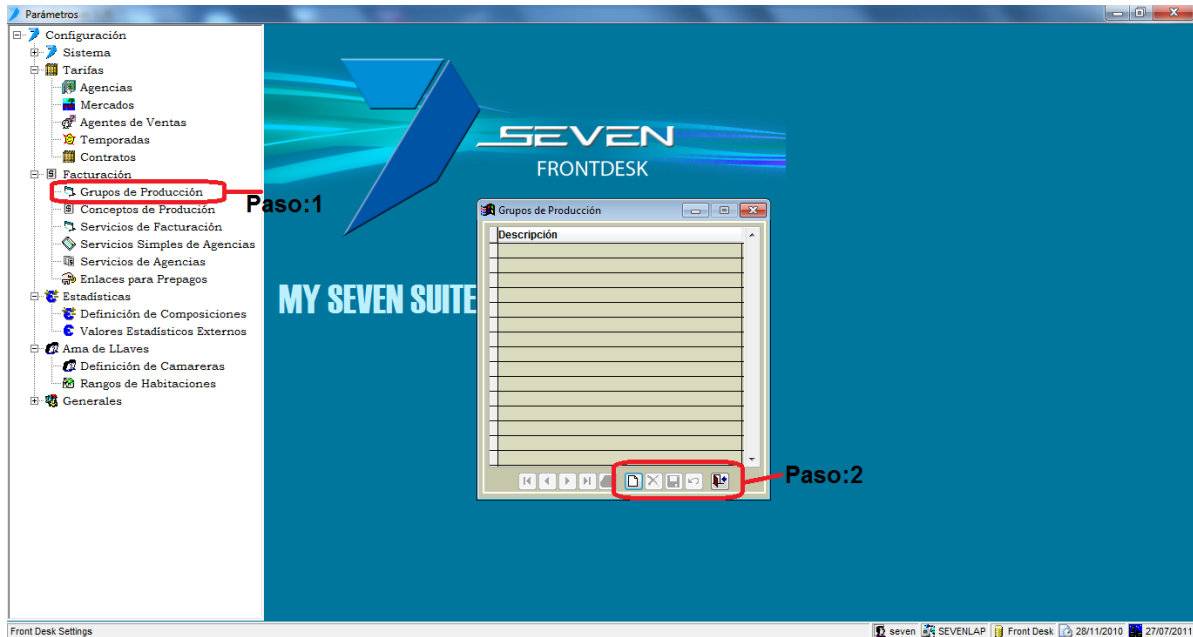 Parámetros
Configuración
Sistema
Tarifas
Agencias
Mercados
Agentes de Ventas
Temporadas
Contratos
Facturación
Grupos de Producción
Paso:1
Conceptos de Produción
Servicios de Facturación
Servicios Simples de Agencias
Servicios de Agencias
Enlaces para Prepagos
Estadísticas
Definición de Composiciones
Valores Estadísticos Externos
Ama de LLaves
Definición de Camareras
Rangos de Habitaciones
Generales
SEVEN
FRONTDESK
MY SEVEN SUITE
Grupos de Producción
Descripción
Paso:2
Front Desk Settings
seven SEVENLAP Front Desk 28/11/2010 27/07/2011